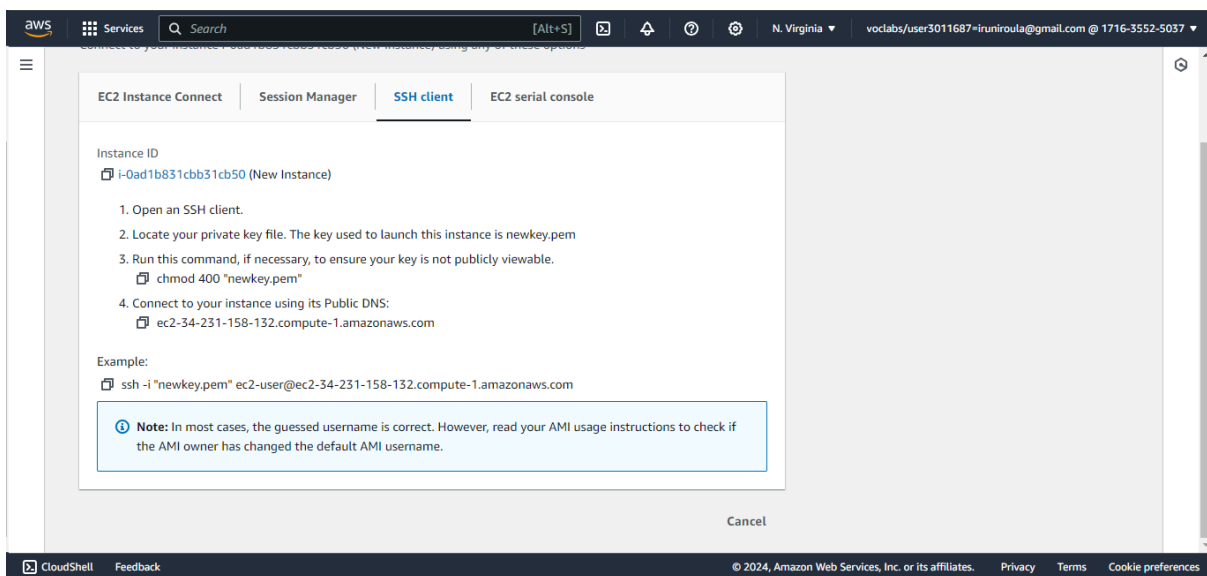 aws
Services
Search
[Alt+S]
N. Virginia
voclabs/user3011687=iruniroula@gmail.com @ 1716-3552-5037
EC2 Instance Connect
Session Manager
SSH client
EC2 serial console
Instance ID
i-0ad1b831cbb31cb50 (New Instance)
1. Open an SSH client.
2. Locate your private key file. The key used to launch this instance is newkey.pem
3. Run this command, if necessary, to ensure your key is not publicly viewable.
chmod 400 "newkey.pem"
4. Connect to your instance using its Public DNS:
ec2-34-231-158-132.compute-1.amazonaws.com
Example:
ssh -i "newkey.pem" ec2-user@ec2-34-231-158-132.compute-1.amazonaws.com
Note: In most cases, the guessed username is correct. However, read your AMI usage instructions to check if
the AMI owner has changed the default AMI username.
Cancel
CloudShell
Feedback
© 2024, Amazon Web Services, Inc. or its affiliates.
Privacy
Terms
Cookie preferences